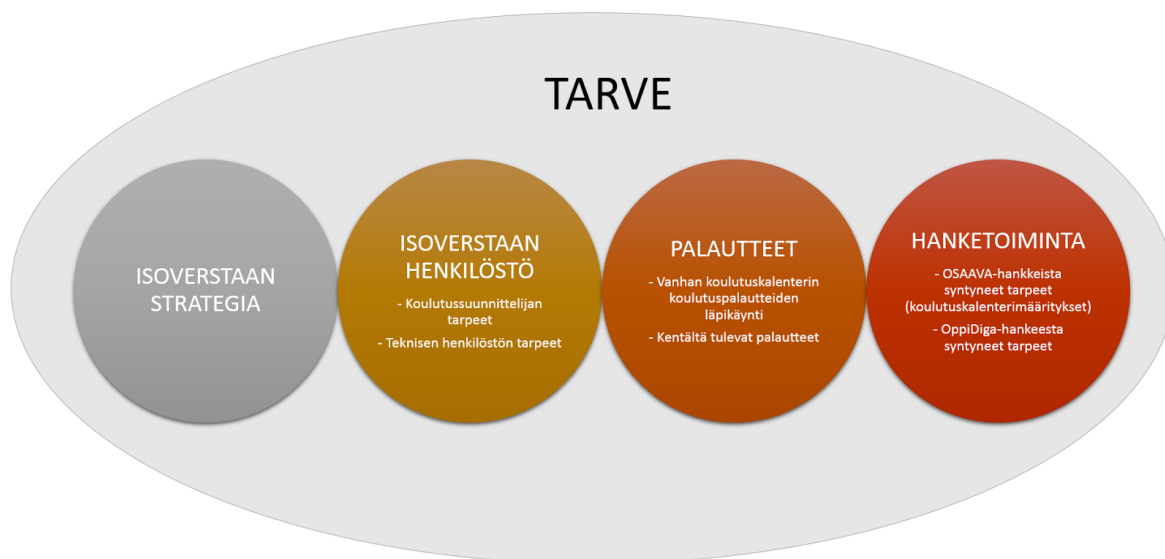 TARVE
ISOVERSTAAN
STRATEGIA
ISOVERSTAAN
HENKILÖSTÖ
- Koulutussuunnittelijan
tarpeet
- Teknisen henkilöstön tarpeet
PALAUTTEET
- Vanhan koulutuskalenterin
koulutuspalautteiden
läpikäynti
- Kentältä tulevat palautteet
HANKETOIMINTA
- OSAAVA-hankkeista
syntyneet tarpeet
(koulutuskalenterimääritykset)
- OppiDiga-hankeesta
syntyneet tarpeet